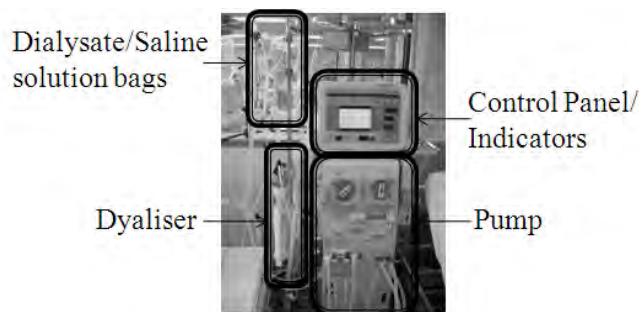 Dialysate/Saline
solution bags
Control Panel/
Indicators
Dyaliser
Pump